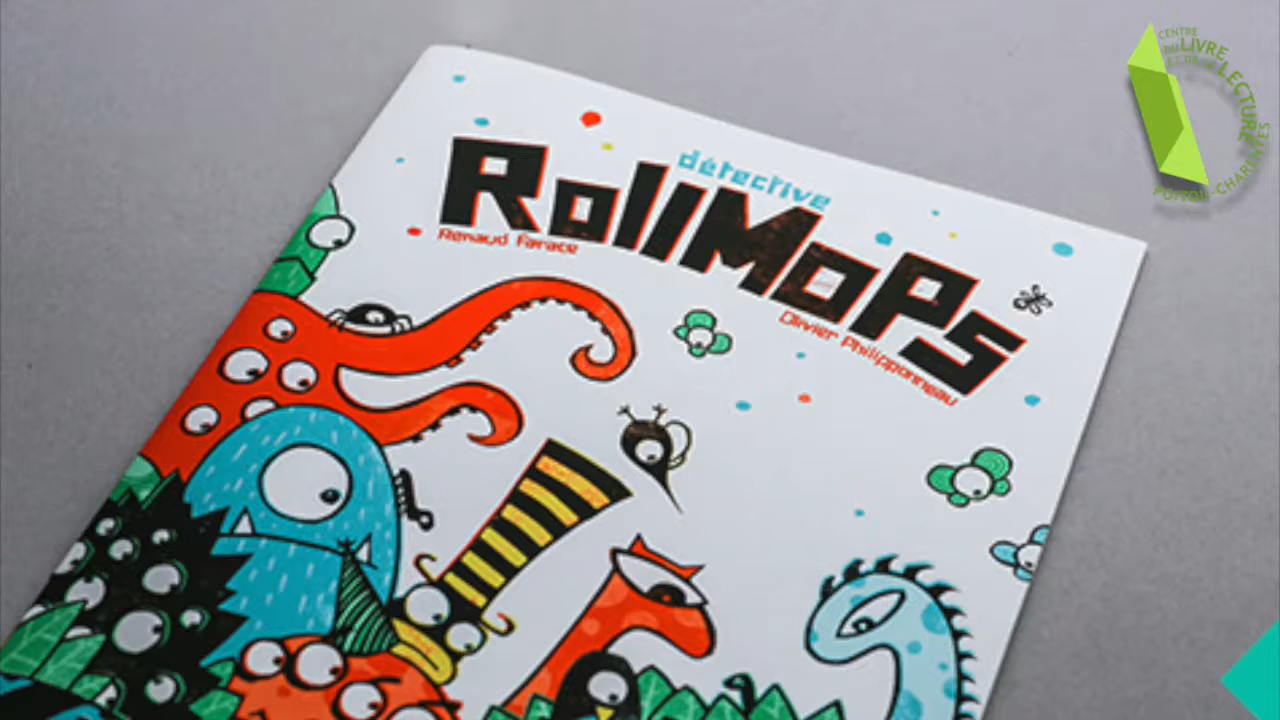 détective
RollMoPs
Renaud Farace
Olivier Philipponneau
CENTRE
DU LIVRE
ET DE LA
LECTURE
POITOU-CHARENTES